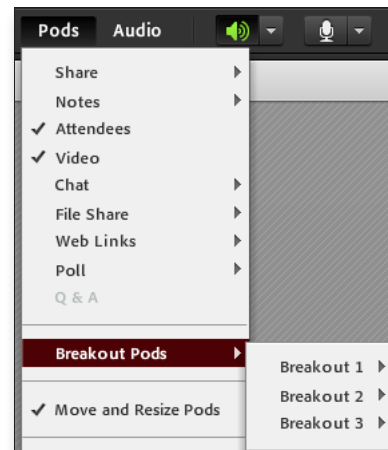 Pods Audio
Share
Notes
Attendees
Video
Chat
File Share
Web Links
Poll
Q & A
Breakout Pods
Breakout 1
Breakout 2
Breakout 3
Move and Resize Pods